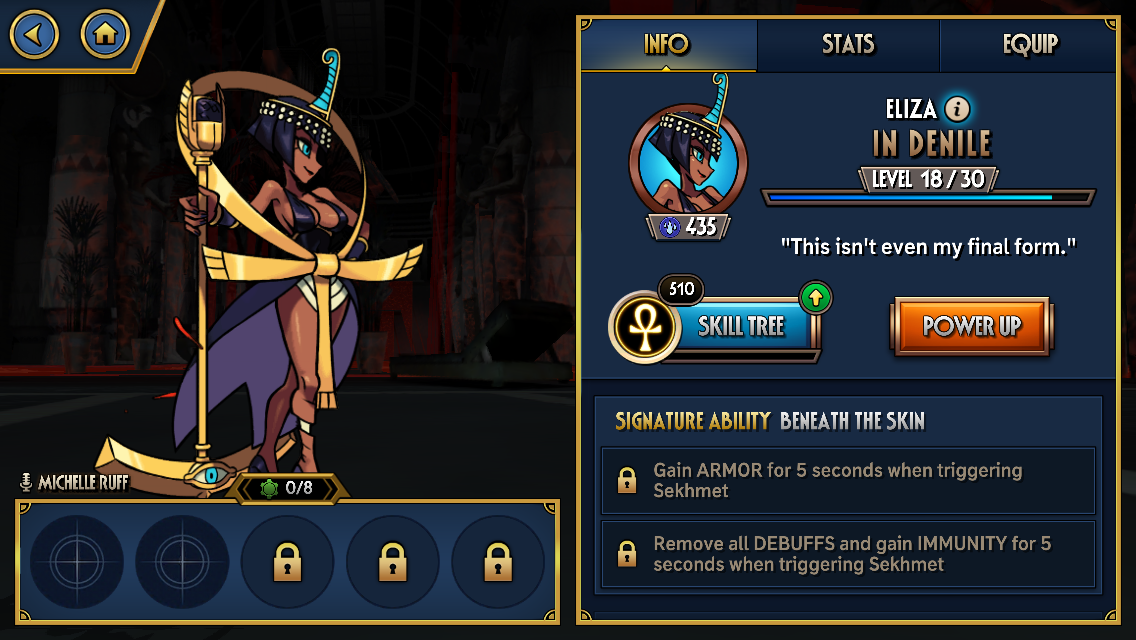 INFO
STATS
EQUIP
ELIZA i
IN DENILE
LEVEL 18 / 30
435
"This isn't even my final form."
510
SKILL TREE
POWER UP
SIGNATURE ABILITY BENEATH THE SKIN
Gain ARMOR for 5 seconds when triggering
Sekhmet
Remove all DEBUFFS and gain IMMUNITY for 5
seconds when triggering Sekhmet
MICHELLE RUFF
0/8